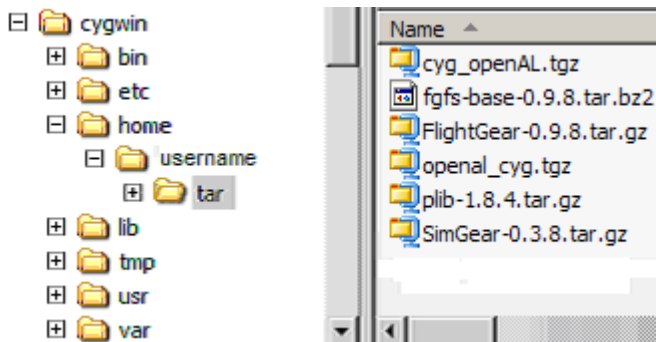 cygwin
bin
etc
home
username
tar
lib
tmp
usr
var
Name
cyg_openAL.tgz
fgfs-base-0.9.8.tar.bz2
FlightGear-0.9.8.tar.gz
openal_cyg.tgz
plib-1.8.4.tar.gz
SimGear-0.3.8.tar.gz